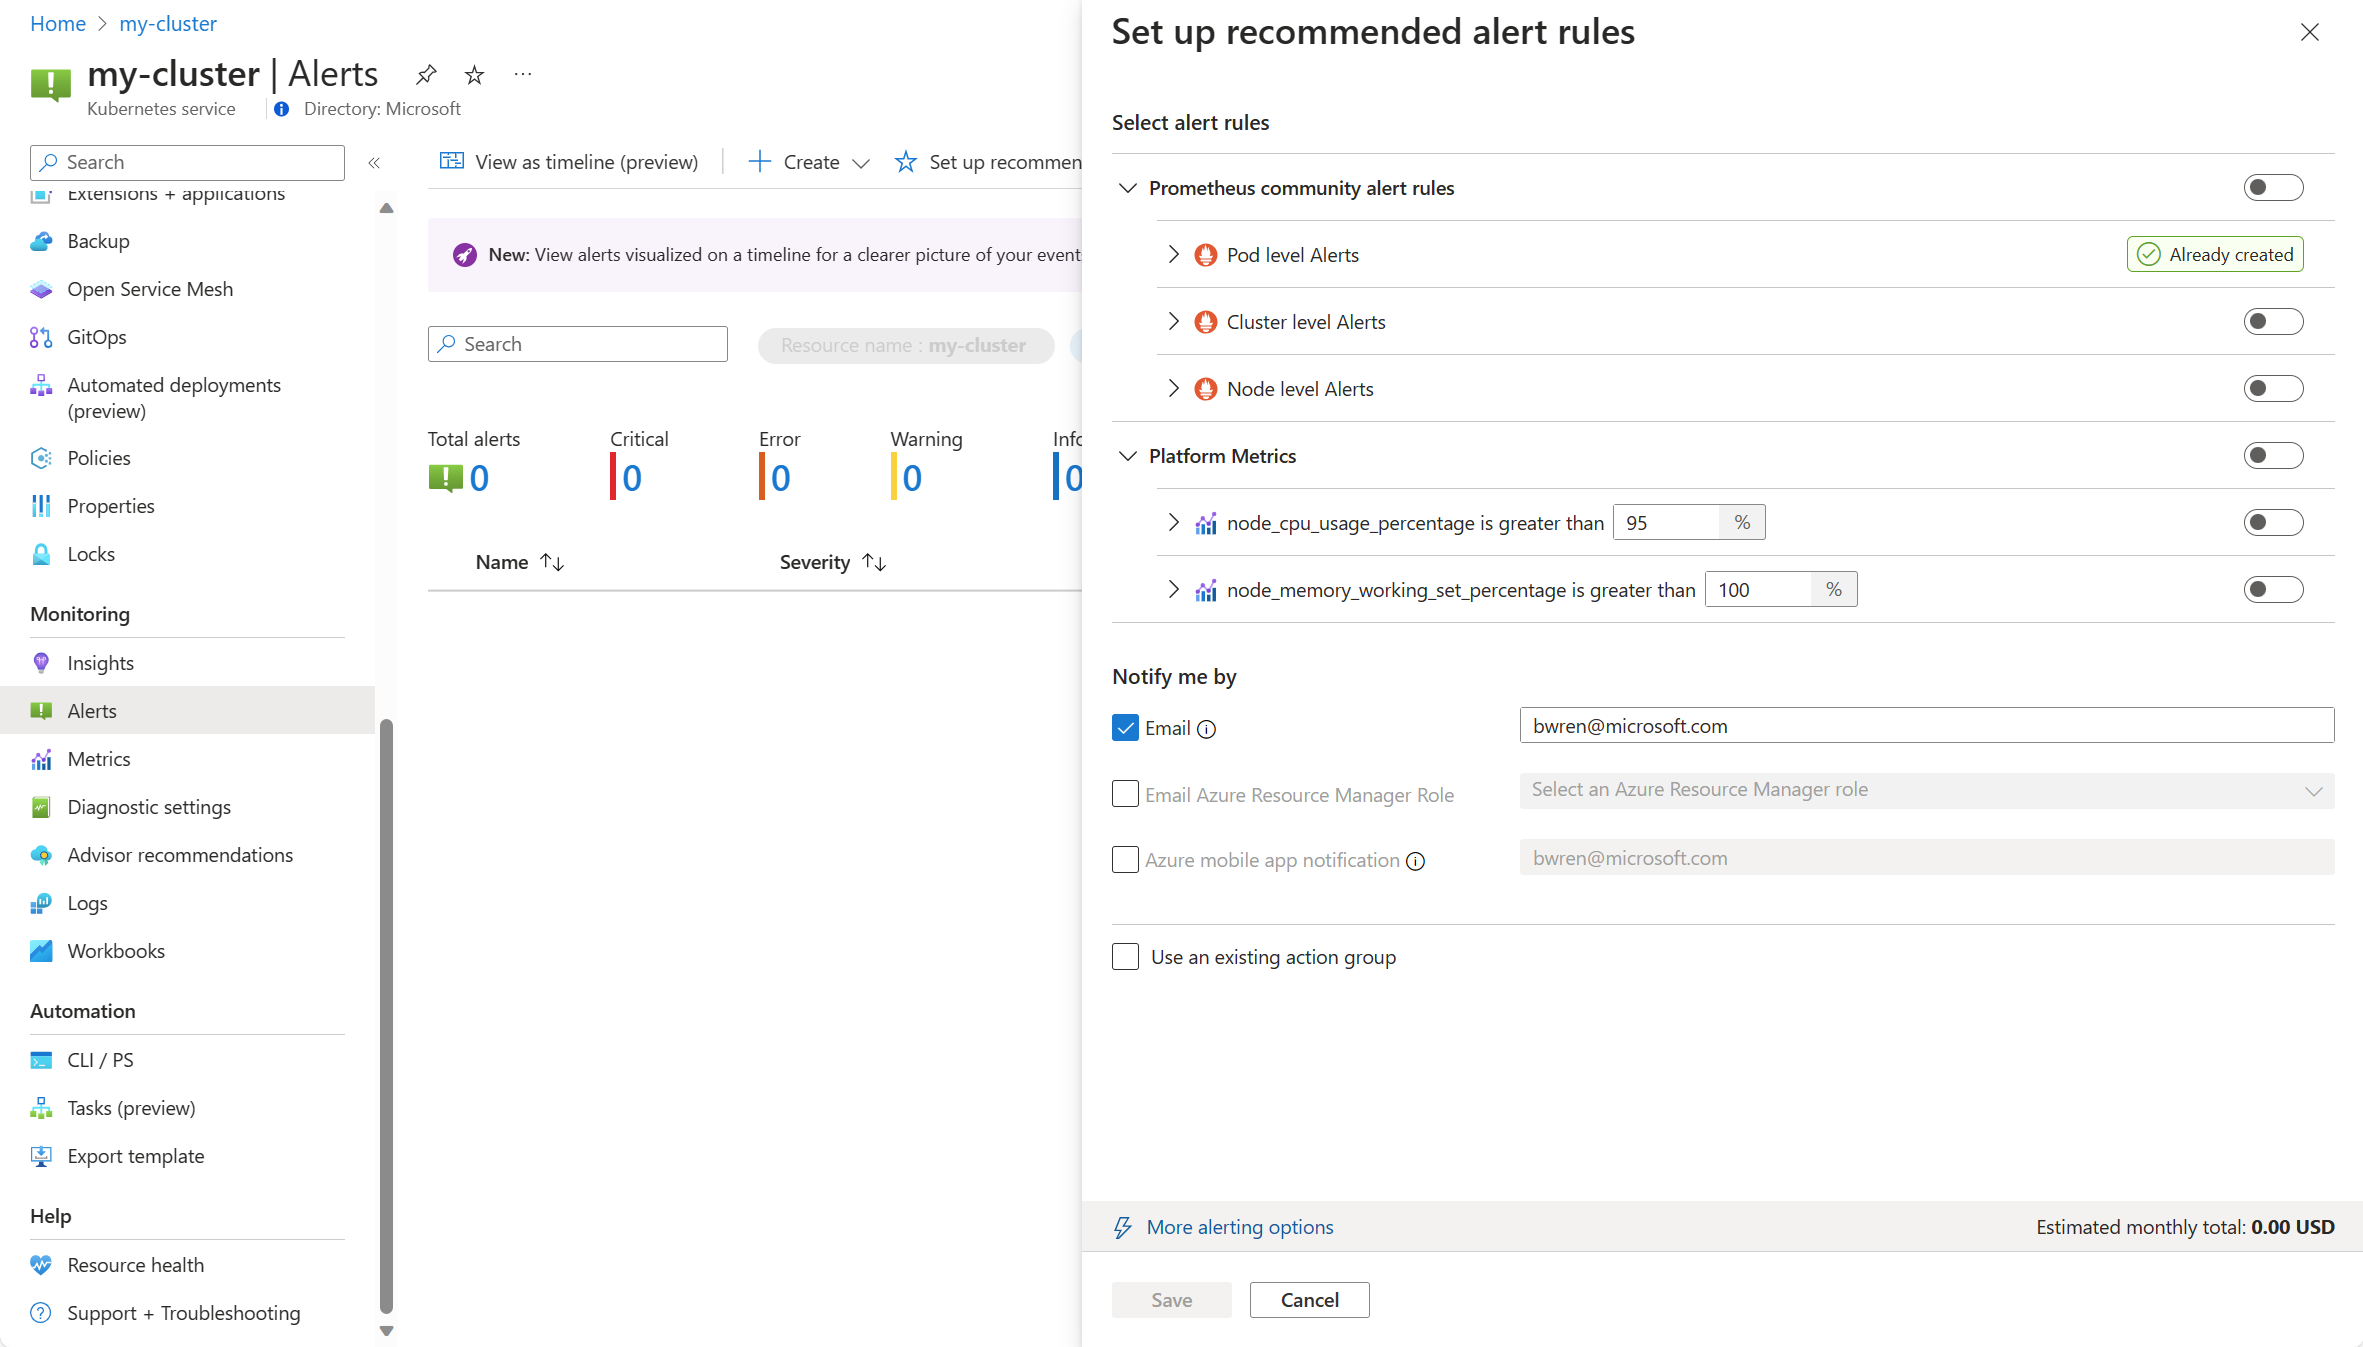 Home > my-cluster
my-cluster | Alerts
Kubernetes service
Directory: Microsoft
Search
Extensions + applications
Backup
Open Service Mesh
GitOps
Automated deployments
(preview)
Policies
Properties
Locks
Monitoring
Insights
Alerts
Metrics
Diagnostic settings
Advisor recommendations
Logs
Workbooks
Automation
CLI / PS
Tasks (preview)
Export template
Help
Resource health
Support + Troubleshooting
View as timeline (preview)
Create
Set up recommen
New: View alerts visualized on a timeline for a clearer picture of your event
Search
Resource name : my-cluster
Total alerts
0
Critical
0
Error
0
Warning
0
Info
0
Name
Severity
Set up recommended alert rules
Select alert rules
Prometheus community alert rules
Pod level Alerts
Already created
Cluster level Alerts
Node level Alerts
Platform Metrics
node_cpu_usage_percentage is greater than 95 %
node_memory_working_set_percentage is greater than 100 %
Notify me by
Email
bwren@microsoft.com
Email Azure Resource Manager Role
Select an Azure Resource Manager role
Azure mobile app notification
bwren@microsoft.com
Use an existing action group
More alerting options
Estimated monthly total: 0.00 USD
Save
Cancel